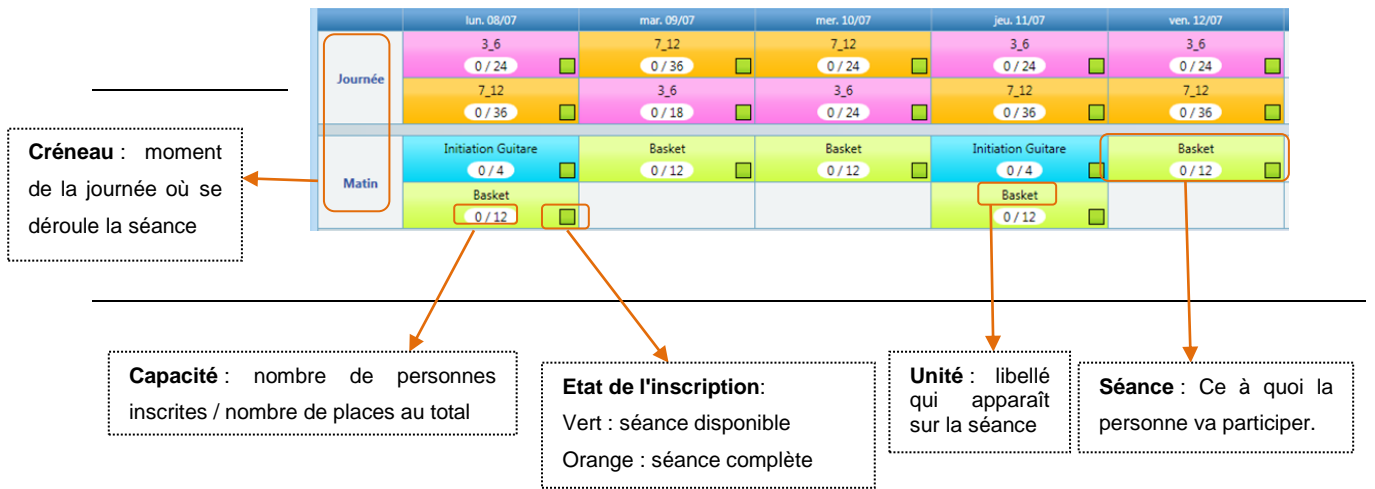 lun. 08/07 mar. 09/07 mer. 10/07 jeu. 11/07 ven. 12/07
Journée
3_6 7_12 7_12 3_6 3_6
0 / 24 0 / 36 0 / 24 0 / 24 0 / 24
7_12 3_6 3_6 7_12 7_12
0 / 36 0 / 18 0 / 24 0 / 36 0 / 36
Matin
Initiation Guitare Basket Basket Initiation Guitare Basket
0 / 4 0 / 12 0 / 12 0 / 4 0 / 12
Basket Basket
0 / 12 0 / 12
Créneau : moment
de la journée où se
déroule la séance
Capacité : nombre de personnes
inscrites / nombre de places au total
Etat de l'inscription:
Vert : séance disponible
Orange : séance complète
Unité : libellé
qui apparaît
sur la séance
Séance : Ce à quoi la
personne va participer.